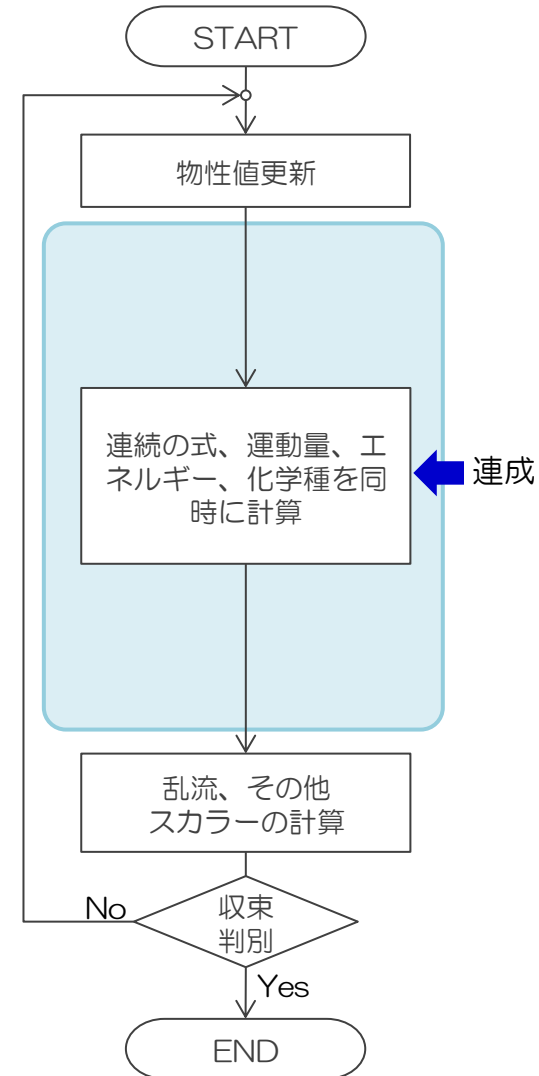 START
物性値更新
連続の式、運動量、エ
ネルギー、化学種を同
時に計算
連成
乱流、その他
スカラーの計算
No
収束
判別
Yes
END